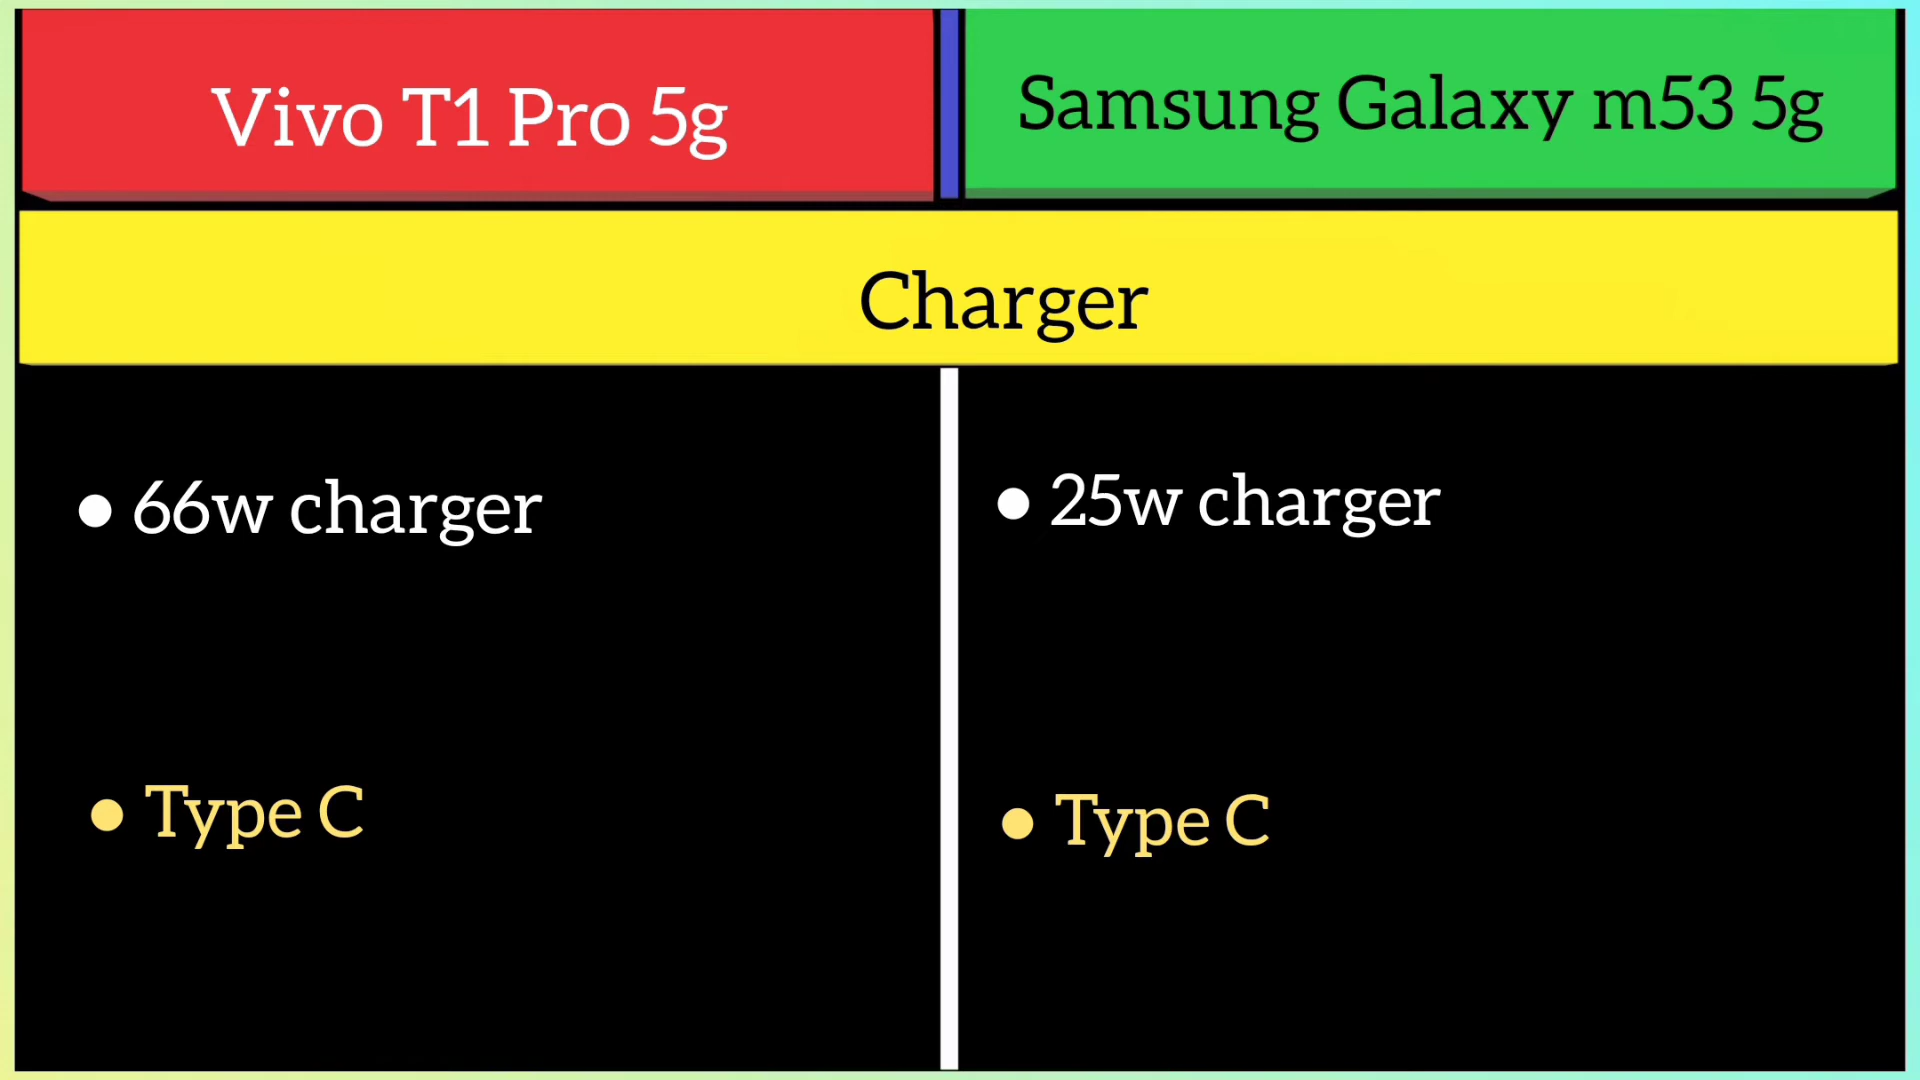 Vivo T1 Pro 5g
Samsung Galaxy m53 5g
Charger
● 66w charger
● 25w charger
● Type C
● Type C